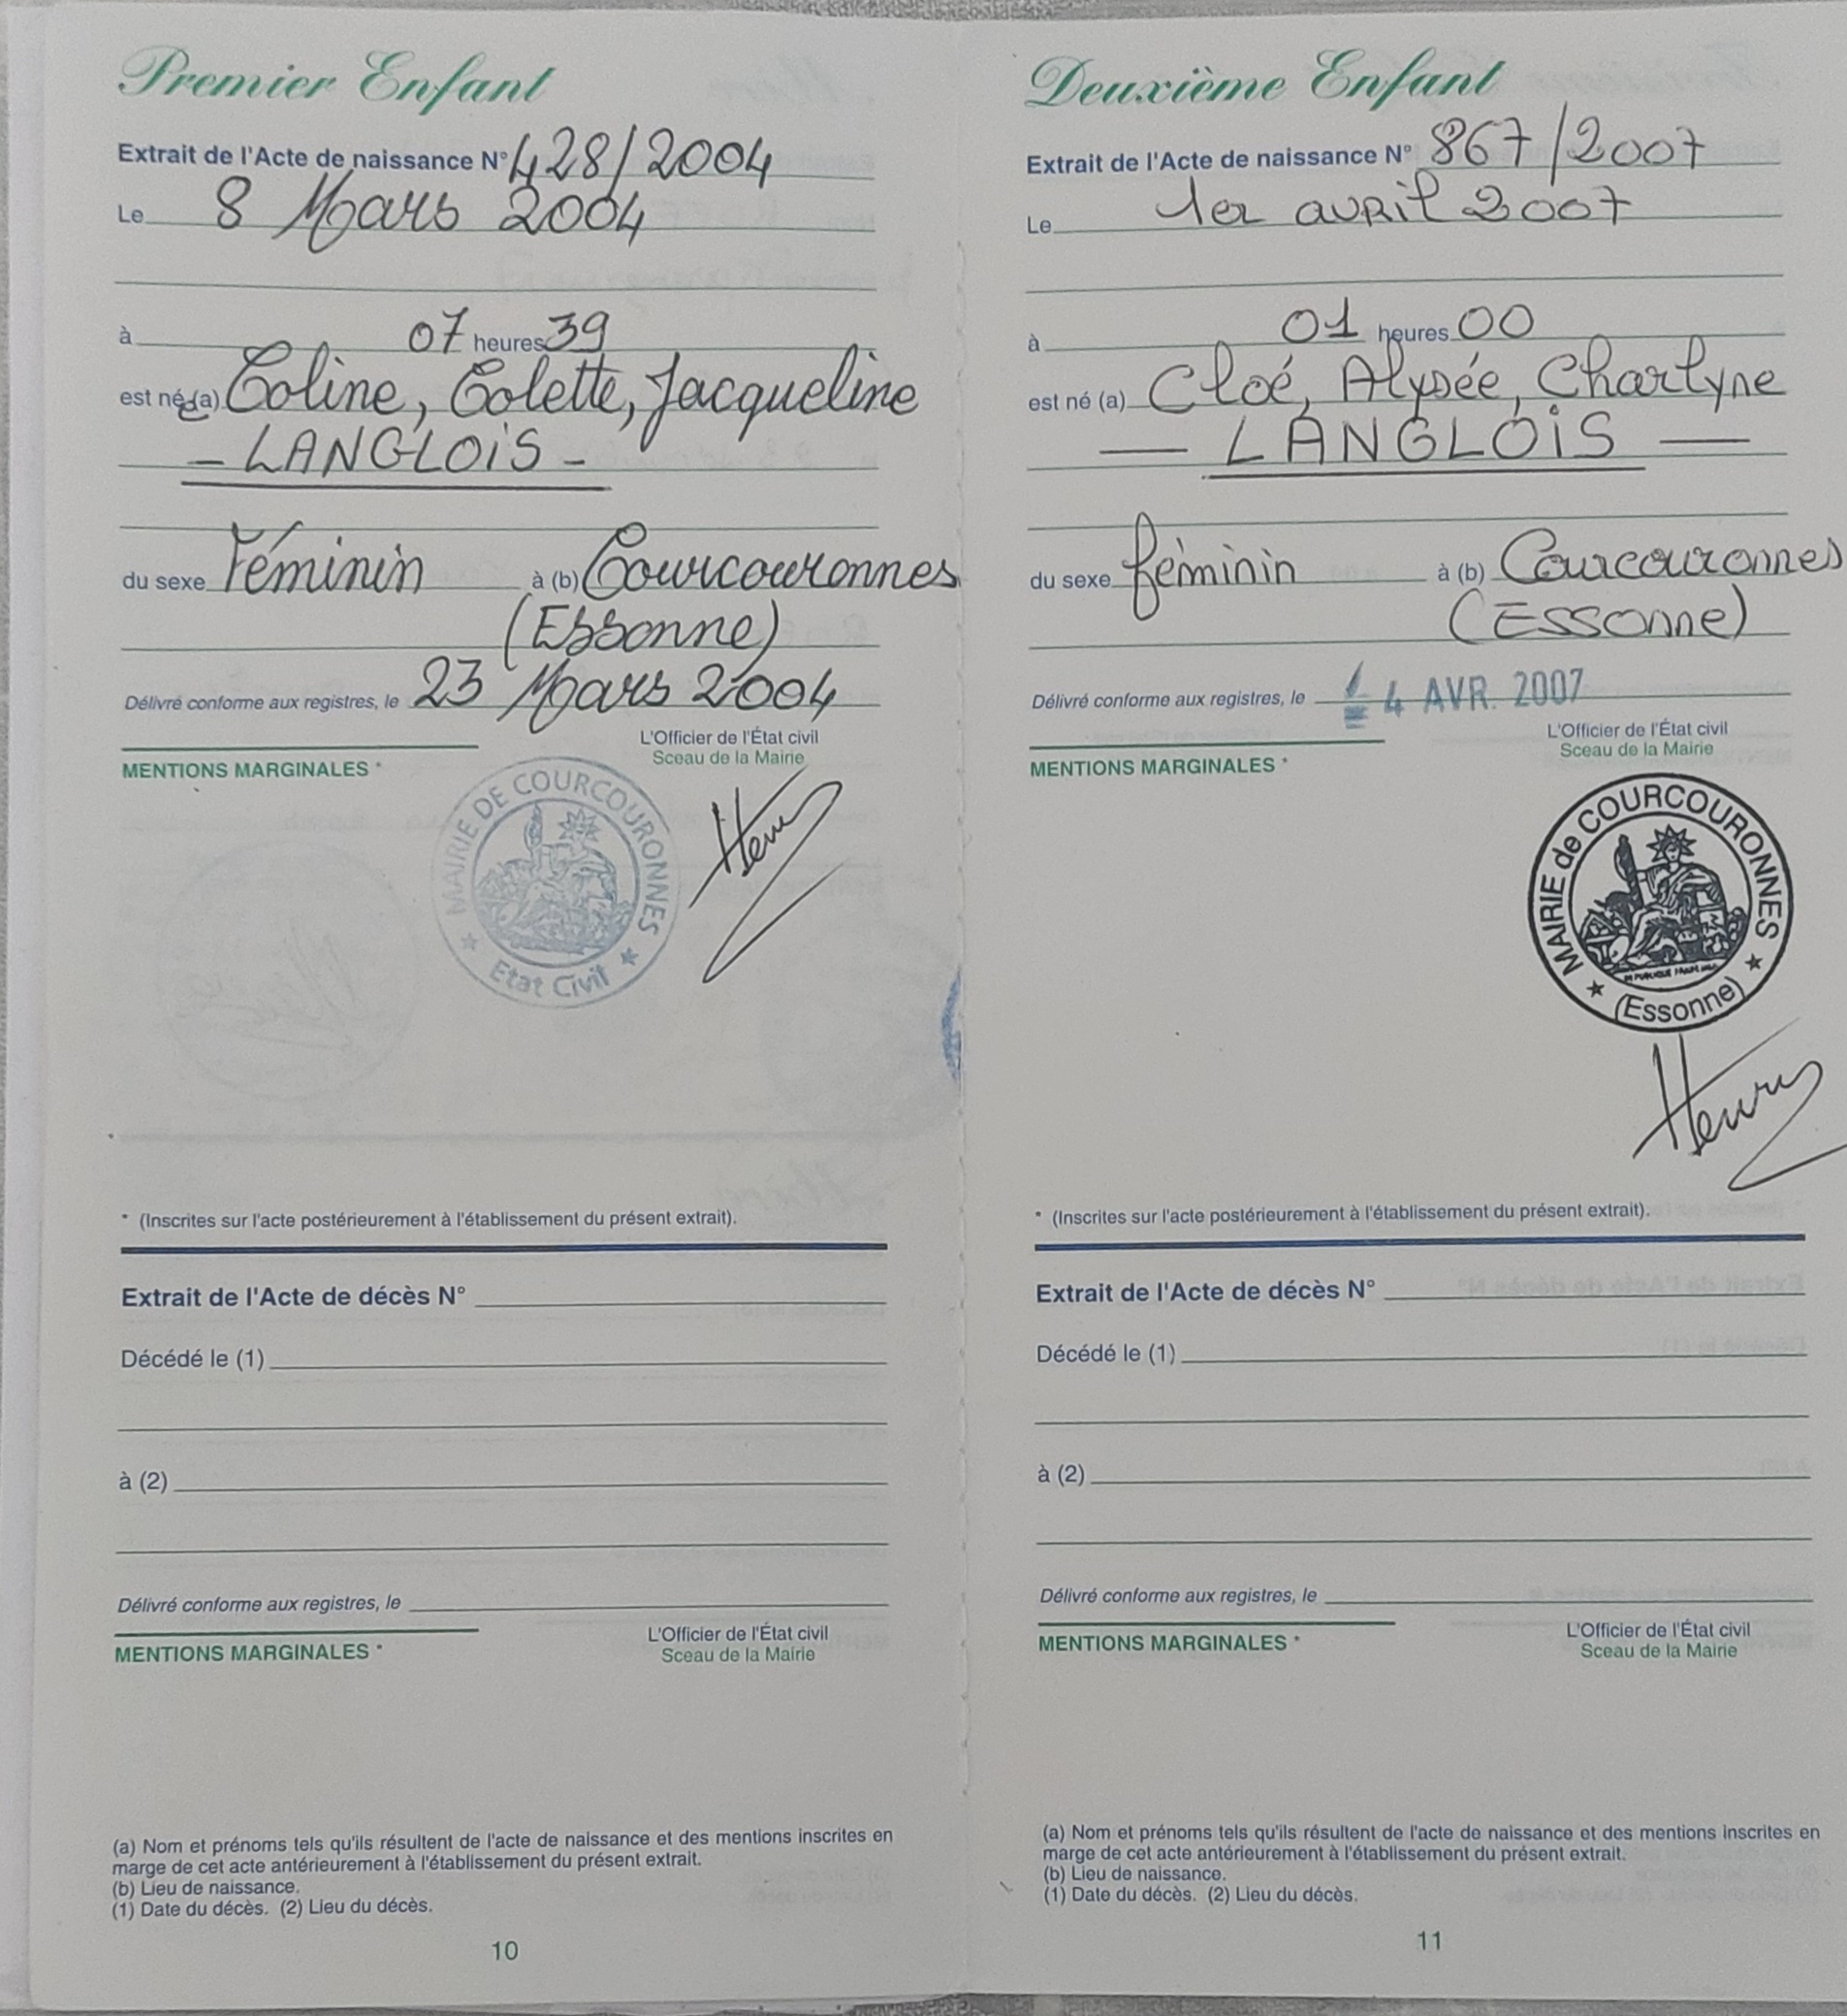 Premier Enfant
Extrait de l'Acte de naissance N° 428/2004
Le 8 Mars 2004
à 07 heures 39
est née (a) Coline, Colette, Jacqueline
- LANGLOIS -
du sexe Féminin à (b) Courcouronnes
(Essonne)
Délivré conforme aux registres, le 23 Mars 2004
L'Officier de l'État civil
Sceau de la Mairie
MENTIONS MARGINALES *
MAIRIE DE COURCOURONNES
★ Etat Civil ★
* (Inscrites sur l'acte postérieurement à l'établissement du présent extrait).
Extrait de l'Acte de décès N°
Décédé le (1)
à (2)
Délivré conforme aux registres, le
L'Officier de l'État civil
Sceau de la Mairie
MENTIONS MARGINALES *
(a) Nom et prénoms tels qu'ils résultent de l'acte de naissance et des mentions inscrites en
marge de cet acte antérieurement à l'établissement du présent extrait.
(b) Lieu de naissance.
(1) Date du décès. (2) Lieu du décès.
10
Deuxième Enfant
Extrait de l'Acte de naissance N° 867/2007
Le 1er avril 2007
à 01 heures 00
est né (a) Cloé, Alysée, Charlyne
— LANGLOIS —
du sexe féminin à (b) Courcouronnes
(Essonne)
Délivré conforme aux registres, le 4 AVR. 2007
L'Officier de l'État civil
Sceau de la Mairie
MENTIONS MARGINALES *
MAIRIE de COURCOURONNES
★ (Essonne) ★
Henry
* (Inscrites sur l'acte postérieurement à l'établissement du présent extrait).
Extrait de l'Acte de décès N°
Décédé le (1)
à (2)
Délivré conforme aux registres, le
L'Officier de l'État civil
Sceau de la Mairie
MENTIONS MARGINALES *
(a) Nom et prénoms tels qu'ils résultent de l'acte de naissance et des mentions inscrites en
marge de cet acte antérieurement à l'établissement du présent extrait.
(b) Lieu de naissance.
(1) Date du décès. (2) Lieu du décès.
11